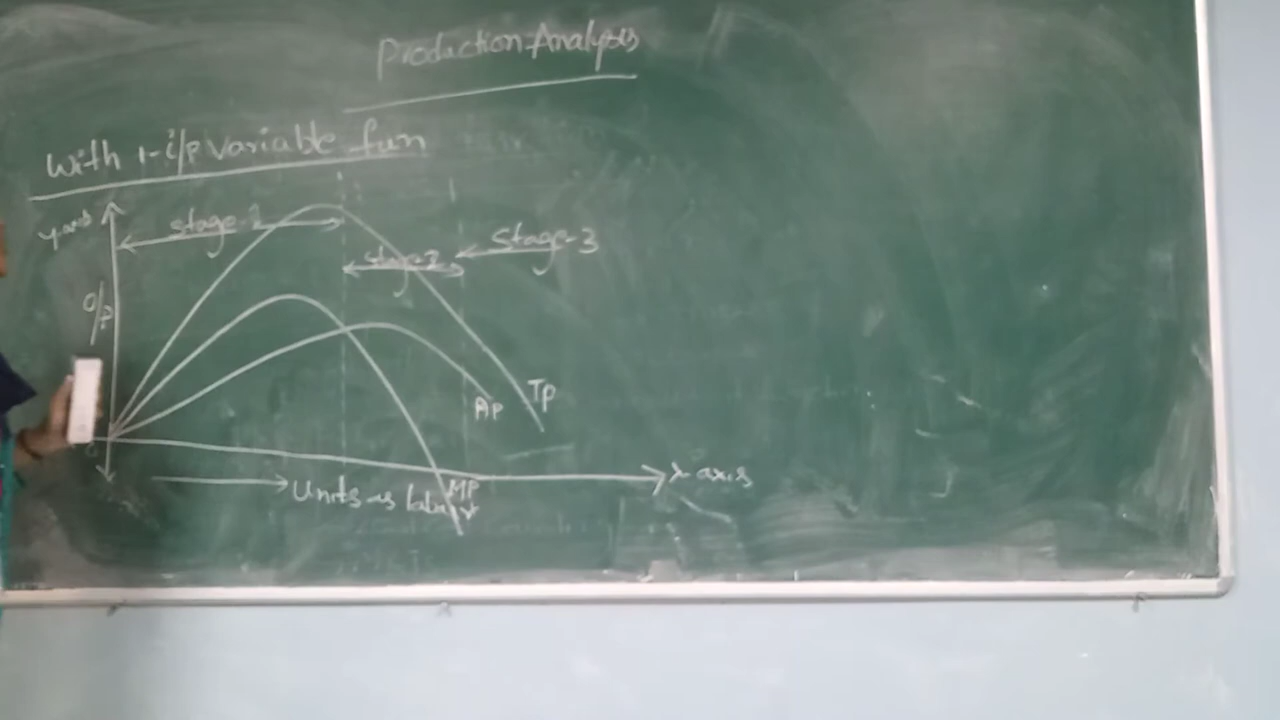 Production Analysis
With 1-i/p variable fun
y axis
stage-1
stage-2
Stage-3
O/P
TP
AP
x axis
Units as labour
MP